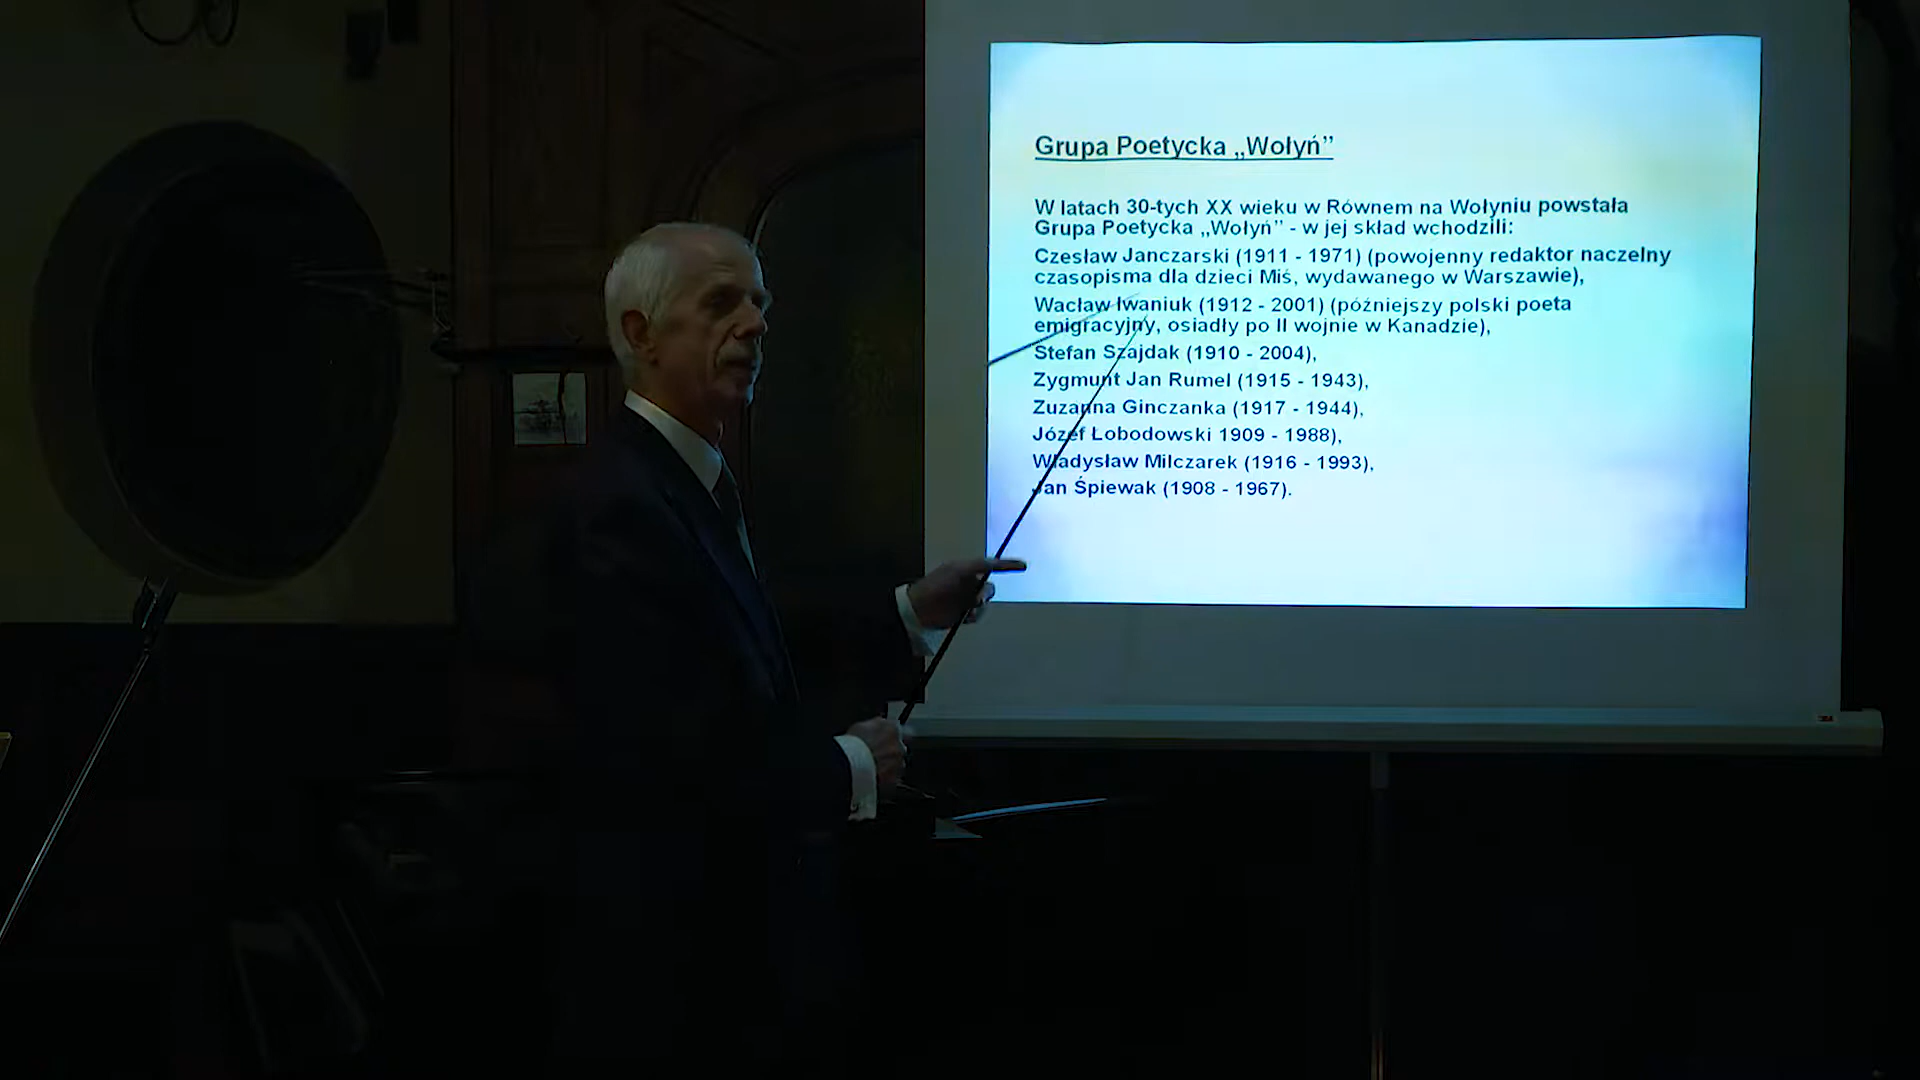 Grupa Poetycka „Wołyń”
W latach 30-tych XX wieku w Równem na Wołyniu powstała
Grupa Poetycka „Wołyń” - w jej skład wchodzili:
Czesław Janczarski (1911 - 1971) (powojenny redaktor naczelny
czasopisma dla dzieci Miś, wydawanego w Warszawie),
Wacław Iwaniuk (1912 - 2001) (późniejszy polski poeta
emigracyjny, osiadły po II wojnie w Kanadzie),
Stefan Szajdak (1910 - 2004),
Zygmunt Jan Rumel (1915 - 1943),
Zuzanna Ginczanka (1917 - 1944),
Józef Łobodowski 1909 - 1988),
Władysław Milczarek (1916 - 1993),
Jan Śpiewak (1908 - 1967).